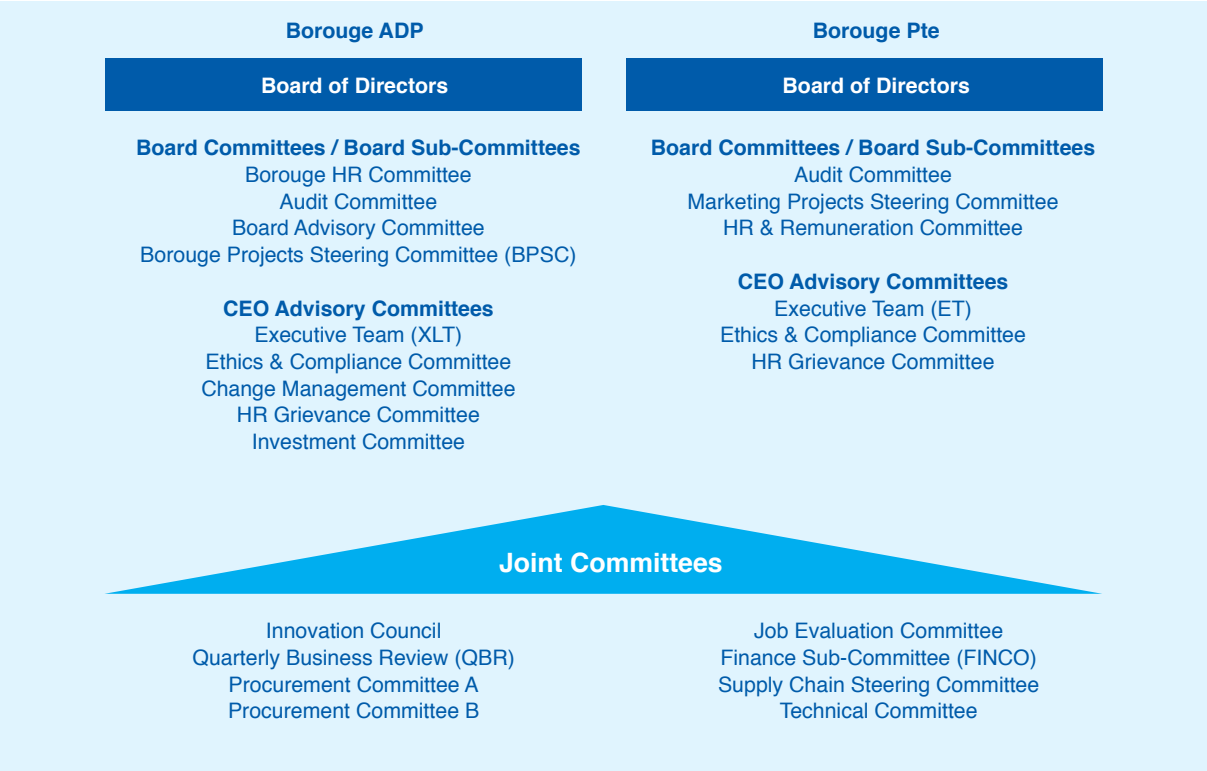 Borouge ADP
Board of Directors
Board Committees / Board Sub-Committees
Borouge HR Committee
Audit Committee
Board Advisory Committee
Borouge Projects Steering Committee (BPSC)
CEO Advisory Committees
Executive Team (XLT)
Ethics & Compliance Committee
Change Management Committee
HR Grievance Committee
Investment Committee
Borouge Pte
Board of Directors
Board Committees / Board Sub-Committees
Audit Committee
Marketing Projects Steering Committee
HR & Remuneration Committee
CEO Advisory Committees
Executive Team (ET)
Ethics & Compliance Committee
HR Grievance Committee
Joint Committees
Innovation Council
Quarterly Business Review (QBR)
Procurement Committee A
Procurement Committee B
Job Evaluation Committee
Finance Sub-Committee (FINCO)
Supply Chain Steering Committee
Technical Committee